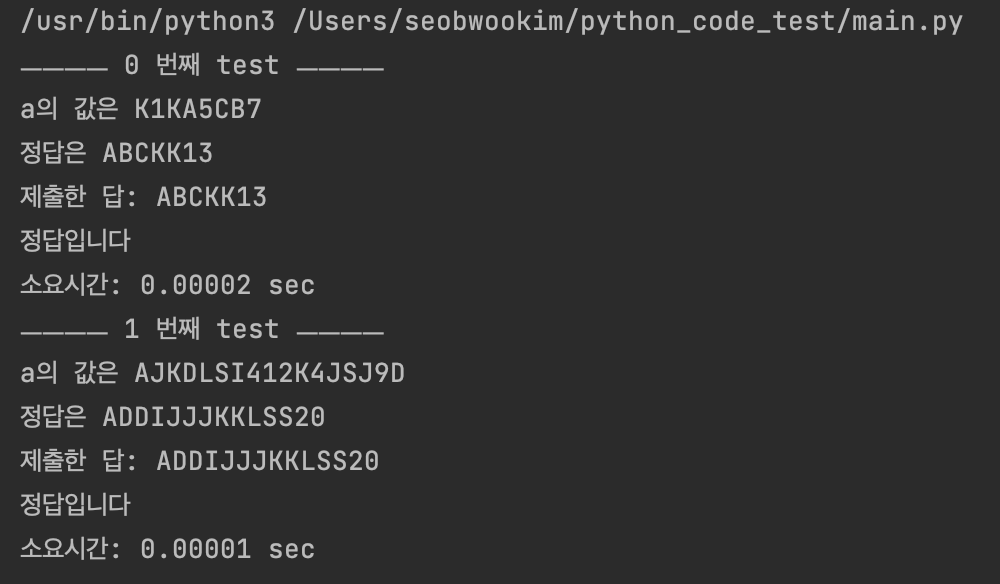 /usr/bin/python3 /Users/seobwookim/python_code_test/main.py
———— 0 번째 test ————
a의 값은 K1KA5CB7
정답은 ABCKK13
제출한 답: ABCKK13
정답입니다
소요시간: 0.00002 sec
———— 1 번째 test ————
a의 값은 AJKDLSI412K4JSJ9D
정답은 ADDIJJJKKLSS20
제출한 답: ADDIJJJKKLSS20
정답입니다
소요시간: 0.00001 sec